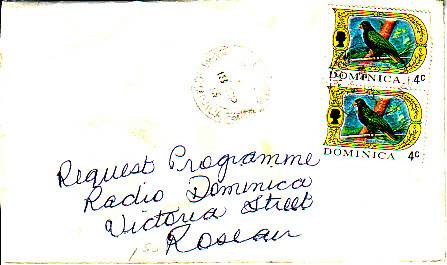 DOMINICA 4c
DOMINICA 4c
Request Programme
Radio Dominica
Victoria Street
Roseau